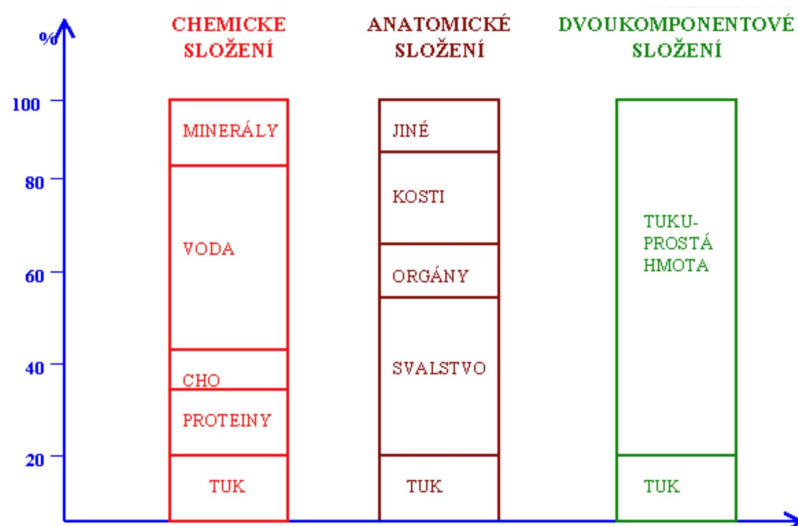 %
CHEMICKE
SLOŽENÍ
ANATOMICKÉ
SLOŽENÍ
DVOUKOMPONENTOVÉ
SLOŽENÍ
100
80
60
40
20
MINERÁLY
VODA
CHO
PROTEINY
TUK
JINÉ
KOSTI
ORGÁNY
SVALSTVO
TUK
TUKU-
PROSTÁ
HMOTA
TUK